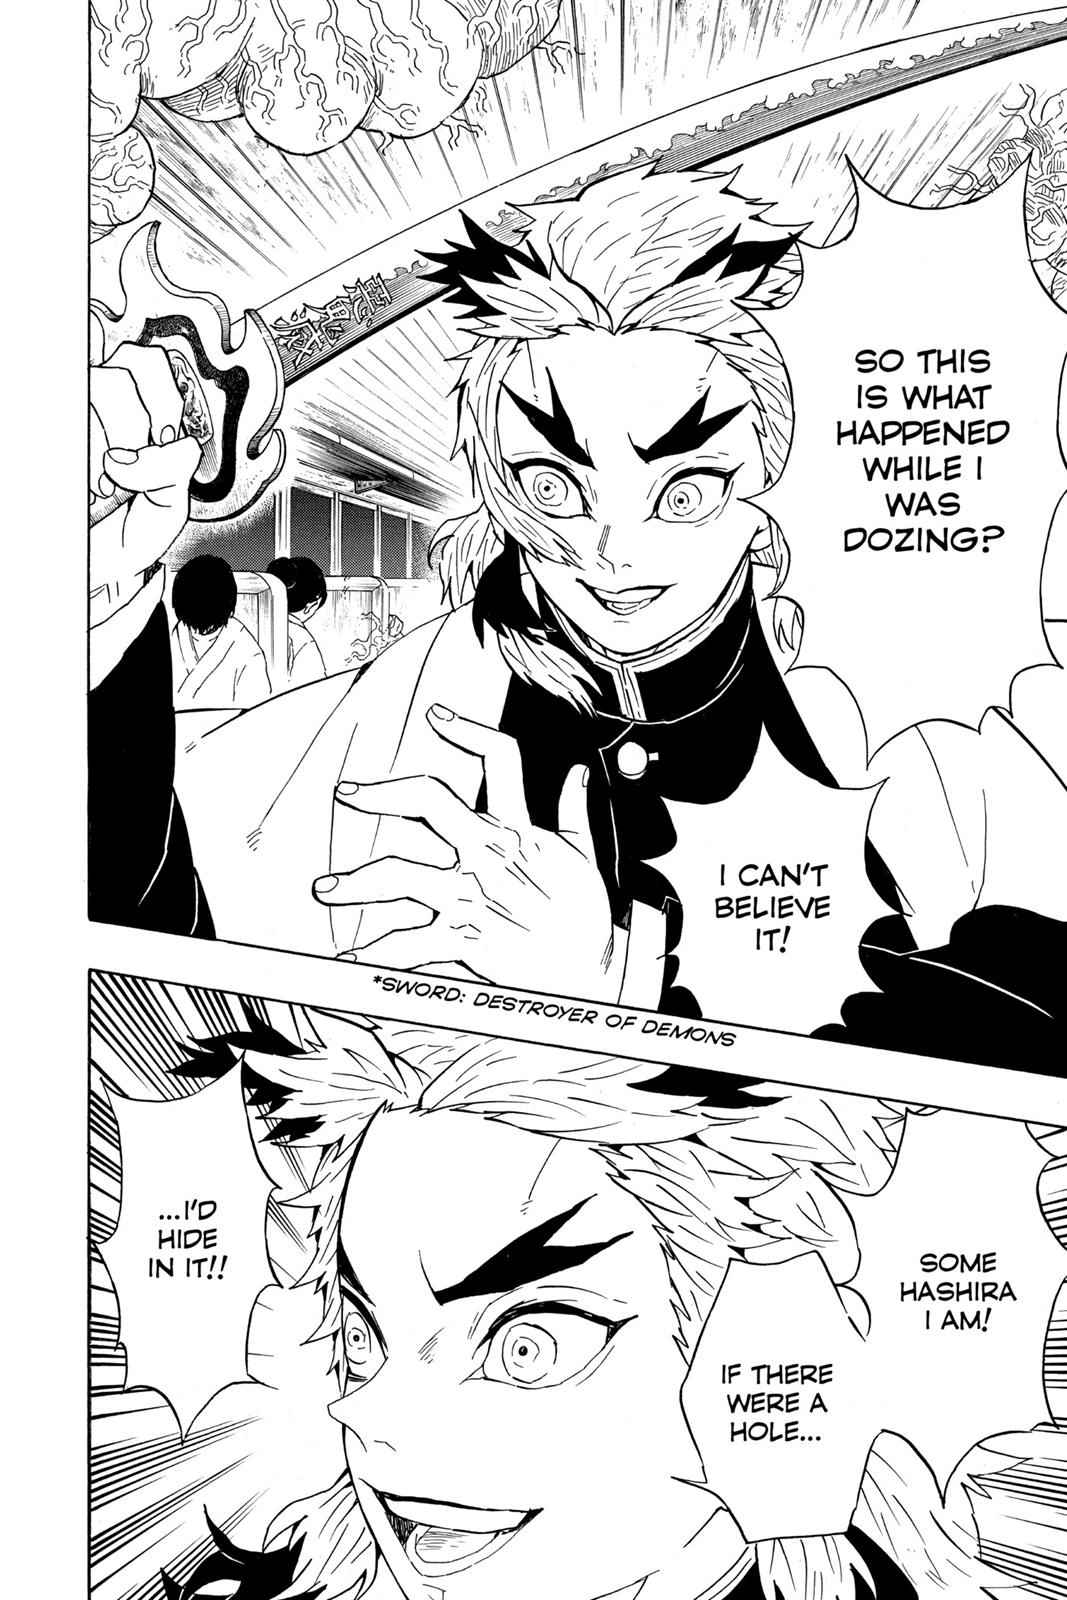 SO THIS
IS WHAT
HAPPENED
WHILE I
WAS
DOZING?
I CAN'T
BELIEVE
IT!
*SWORD: DESTROYER OF DEMONS
SOME
HASHIRA
I AM!
IF THERE
WERE A
HOLE...
...I'D
HIDE
IN IT!!